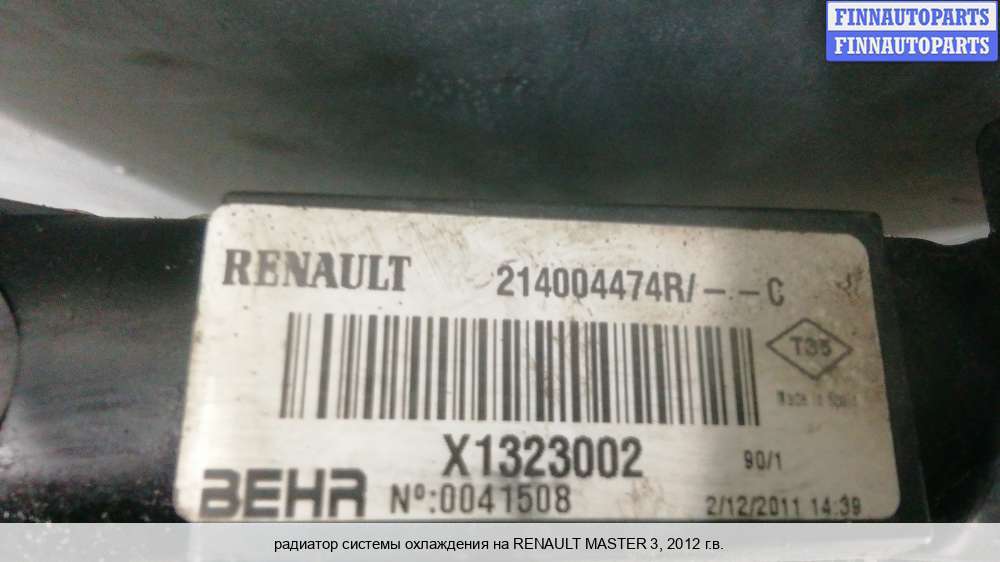 FINNAUTOPARTS
FINNAUTOPARTS
RENAULT 214004474R/--C
T35
Made in Spain
X1323002 90/1
BEHR Nº:0041508 2/12/2011 14:39
радиатор системы охлаждения на RENAULT MASTER 3, 2012 г.в.